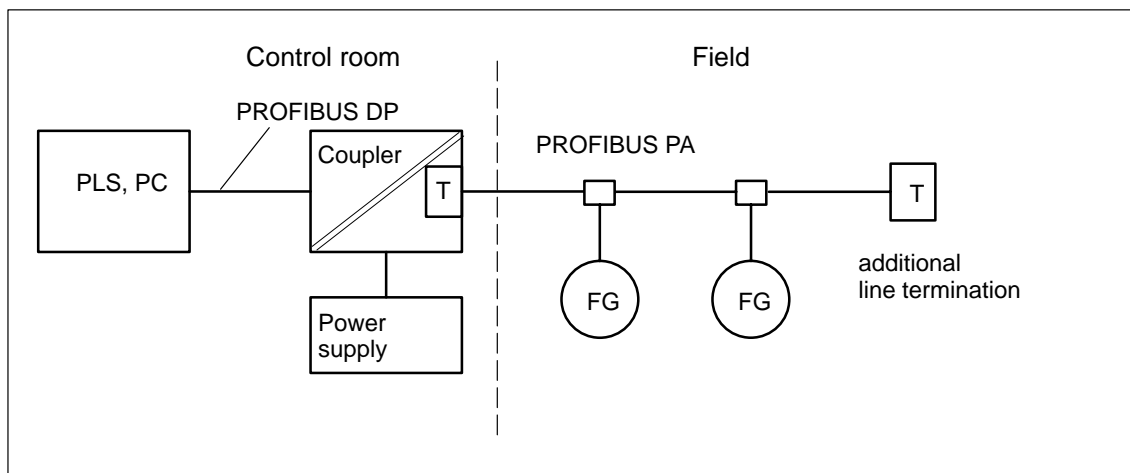 Control room
Field
PROFIBUS DP
PLS, PC
Coupler
T
PROFIBUS PA
T
Power
supply
FG
FG
additional
line termination